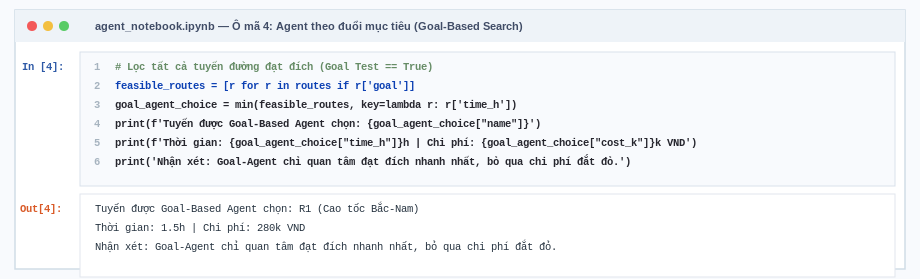 agent_notebook.ipynb — Ô mã 4: Agent theo đuổi mục tiêu (Goal-Based Search)
In [4]:
1 # Lọc tất cả tuyến đường đạt đích (Goal Test == True)
2 feasible_routes = [r for r in routes if r['goal']]
3 goal_agent_choice = min(feasible_routes, key=lambda r: r['time_h'])
4 print(f'Tuyến được Goal-Based Agent chọn: {goal_agent_choice["name"]}')
5 print(f'Thời gian: {goal_agent_choice["time_h"]}h | Chi phí: {goal_agent_choice["cost_k"]}k VND')
6 print('Nhận xét: Goal-Agent chỉ quan tâm đạt đích nhanh nhất, bỏ qua chi phí đắt đỏ.')
Out[4]:
Tuyến được Goal-Based Agent chọn: R1 (Cao tốc Bắc-Nam)
Thời gian: 1.5h | Chi phí: 280k VND
Nhận xét: Goal-Agent chỉ quan tâm đạt đích nhanh nhất, bỏ qua chi phí đắt đỏ.